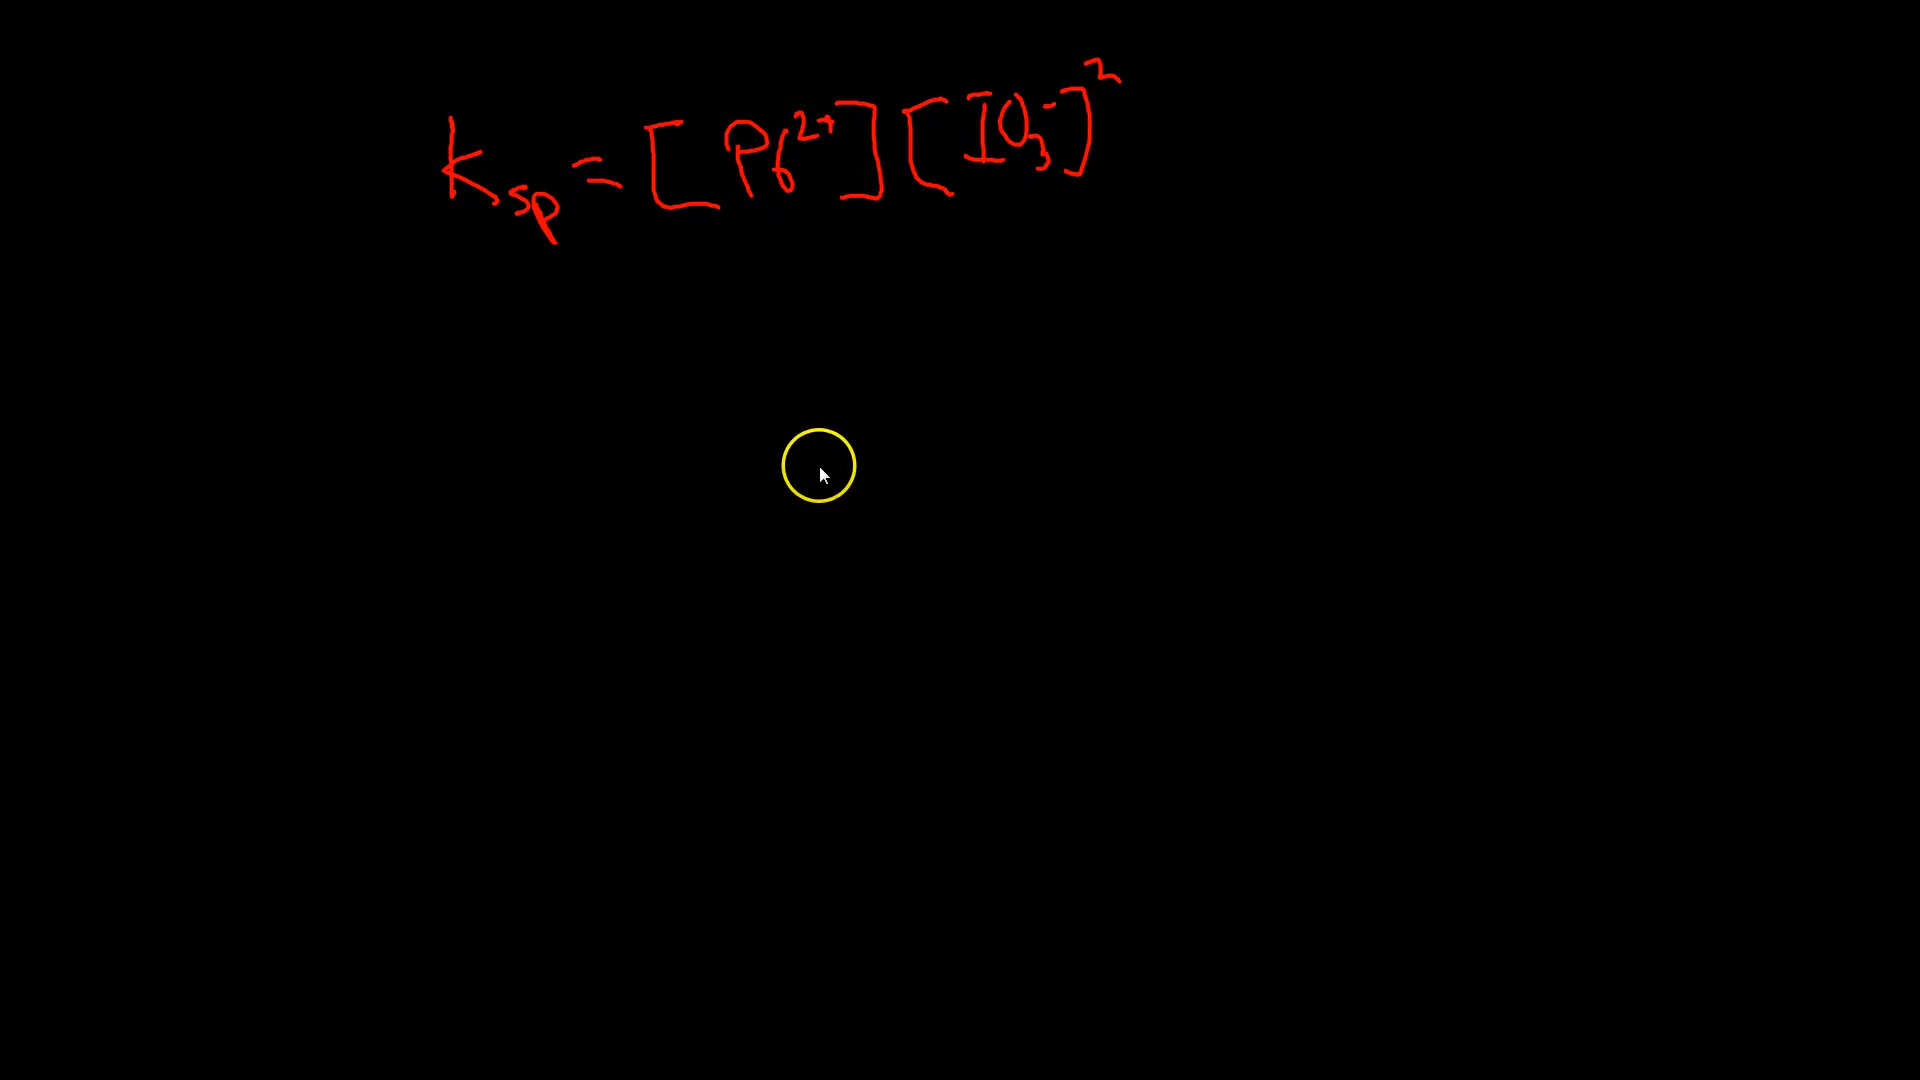 Ksp = [Pb²⁺] [IO₃⁻]²